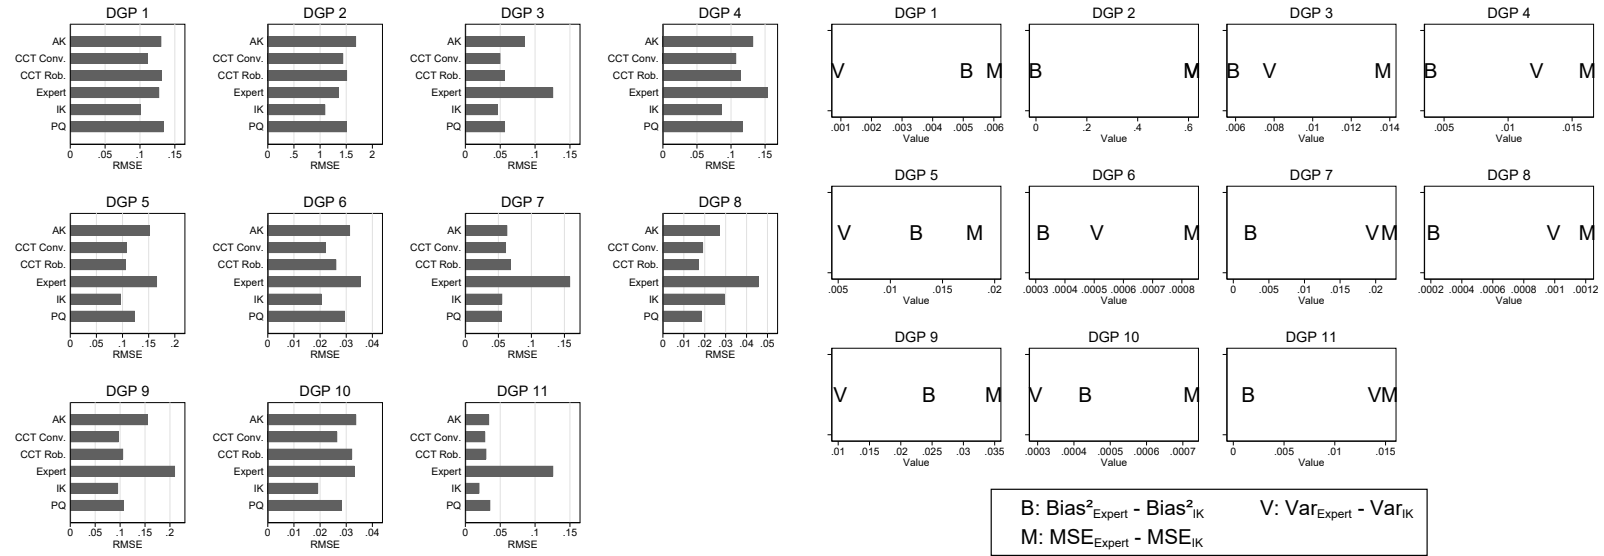 DGP 1
AK
CCT Conv.
CCT Rob.
Expert
IK
PQ
0 .05 .1 .15
RMSE
DGP 2
AK
CCT Conv.
CCT Rob.
Expert
IK
PQ
0 .5 1 1.5 2
RMSE
DGP 3
AK
CCT Conv.
CCT Rob.
Expert
IK
PQ
0 .05 .1 .15
RMSE
DGP 4
AK
CCT Conv.
CCT Rob.
Expert
IK
PQ
0 .05 .1 .15
RMSE
DGP 5
AK
CCT Conv.
CCT Rob.
Expert
IK
PQ
0 .05 .1 .15 .2
RMSE
DGP 6
AK
CCT Conv.
CCT Rob.
Expert
IK
PQ
0 .01 .02 .03 .04
RMSE
DGP 7
AK
CCT Conv.
CCT Rob.
Expert
IK
PQ
0 .05 .1 .15
RMSE
DGP 8
AK
CCT Conv.
CCT Rob.
Expert
IK
PQ
0 .01 .02 .03 .04 .05
RMSE
DGP 9
AK
CCT Conv.
CCT Rob.
Expert
IK
PQ
0 .05 .1 .15 .2
RMSE
DGP 10
AK
CCT Conv.
CCT Rob.
Expert
IK
PQ
0 .01 .02 .03 .04
RMSE
DGP 11
AK
CCT Conv.
CCT Rob.
Expert
IK
PQ
0 .05 .1 .15
RMSE
DGP 1
V B M
.001 .002 .003 .004 .005 .006
Value
DGP 2
B M
0 .2 .4 .6
Value
DGP 3
B V M
.006 .008 .01 .012 .014
Value
DGP 4
B V M
.005 .01 .015
Value
DGP 5
V B M
.005 .01 .015 .02
Value
DGP 6
B V M
.0003 .0004 .0005 .0006 .0007 .0008
Value
DGP 7
B V M
0 .005 .01 .015 .02
Value
DGP 8
B V M
.0002 .0004 .0006 .0008 .001 .0012
Value
DGP 9
V B M
.01 .015 .02 .025 .03 .035
Value
DGP 10
V B M
.0003 .0004 .0005 .0006 .0007
Value
DGP 11
B V M
0 .005 .01 .015
Value
B: Bias²Expert - Bias²IK V: VarExpert - VarIK
M: MSEExpert - MSEIK